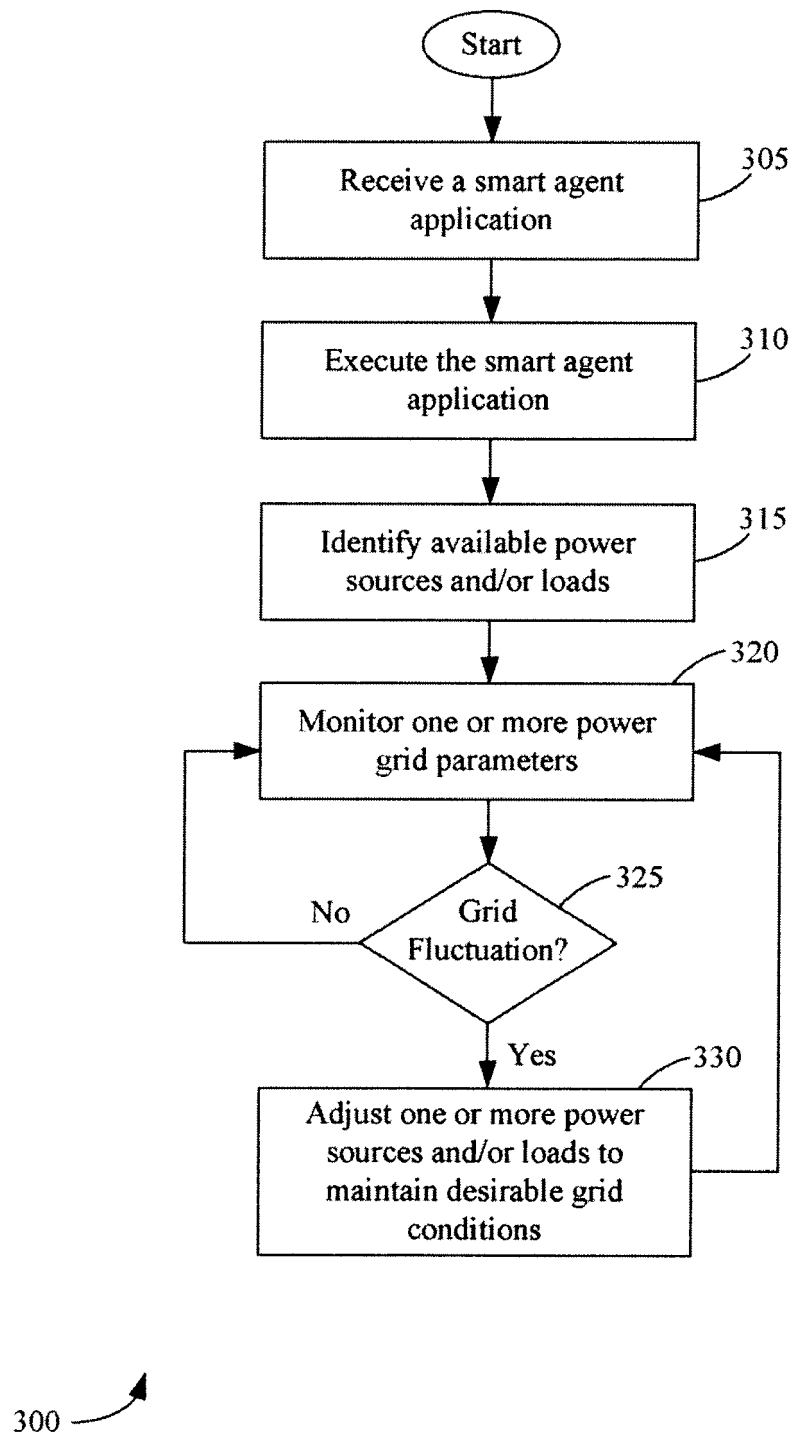 Start
305
Receive a smart agent
application
310
Execute the smart agent
application
315
Identify available power
sources and/or loads
320
Monitor one or more power
grid parameters
325
No
Grid
Fluctuation?
Yes
330
Adjust one or more power
sources and/or loads to
maintain desirable grid
conditions
300